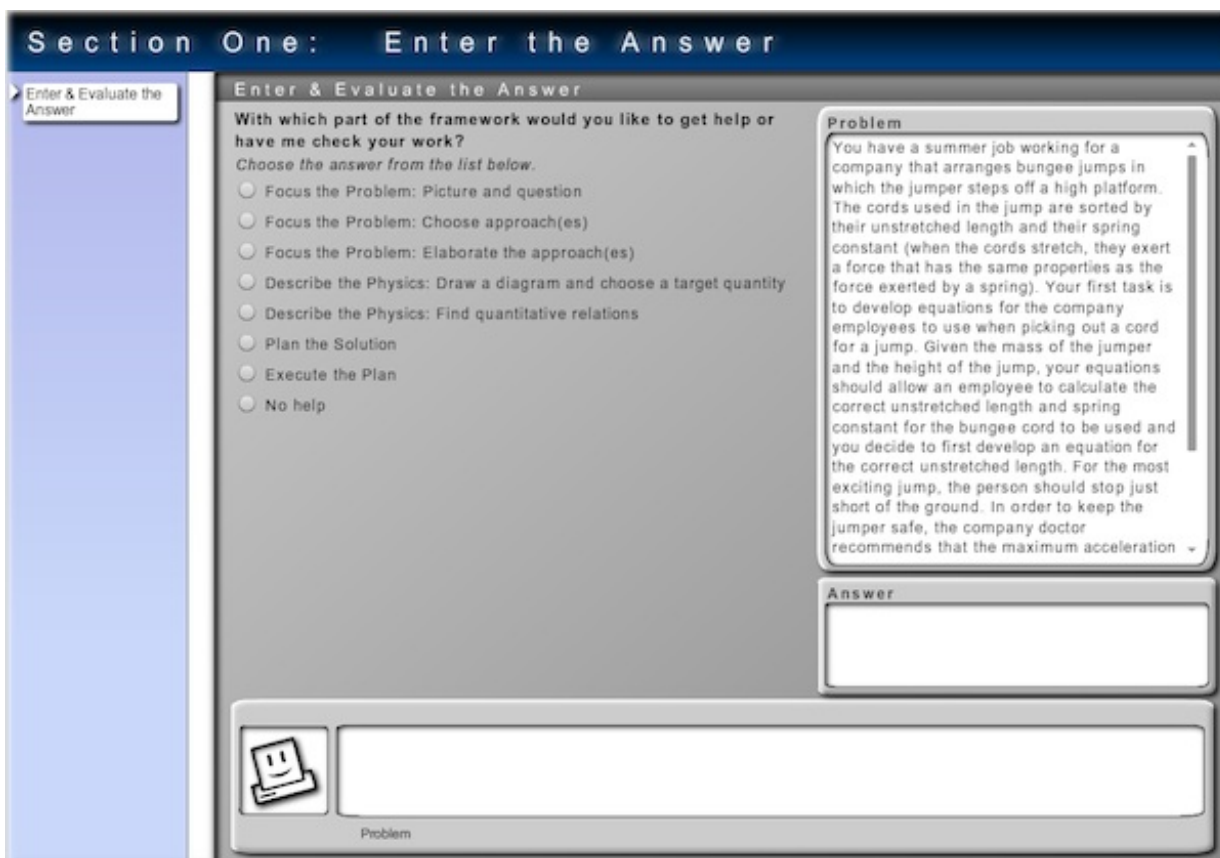 Section One: Enter the Answer
Enter & Evaluate the
Answer
Enter & Evaluate the Answer
With which part of the framework would you like to get help or
have me check your work?
Choose the answer from the list below.
Focus the Problem: Picture and question
Focus the Problem: Choose approach(es)
Focus the Problem: Elaborate the approach(es)
Describe the Physics: Draw a diagram and choose a target quantity
Describe the Physics: Find quantitative relations
Plan the Solution
Execute the Plan
No help
Problem
You have a summer job working for a
company that arranges bungee jumps in
which the jumper steps off a high platform.
The cords used in the jump are sorted by
their unstretched length and their spring
constant (when the cords stretch, they exert
a force that has the same properties as the
force exerted by a spring). Your first task is
to develop equations for the company
employees to use when picking out a cord
for a jump. Given the mass of the jumper
and the height of the jump, your equations
should allow an employee to calculate the
correct unstretched length and spring
constant for the bungee cord to be used and
you decide to first develop an equation for
the correct unstretched length. For the most
exciting jump, the person should stop just
short of the ground. In order to keep the
jumper safe, the company doctor
recommends that the maximum acceleration
Answer
Problem